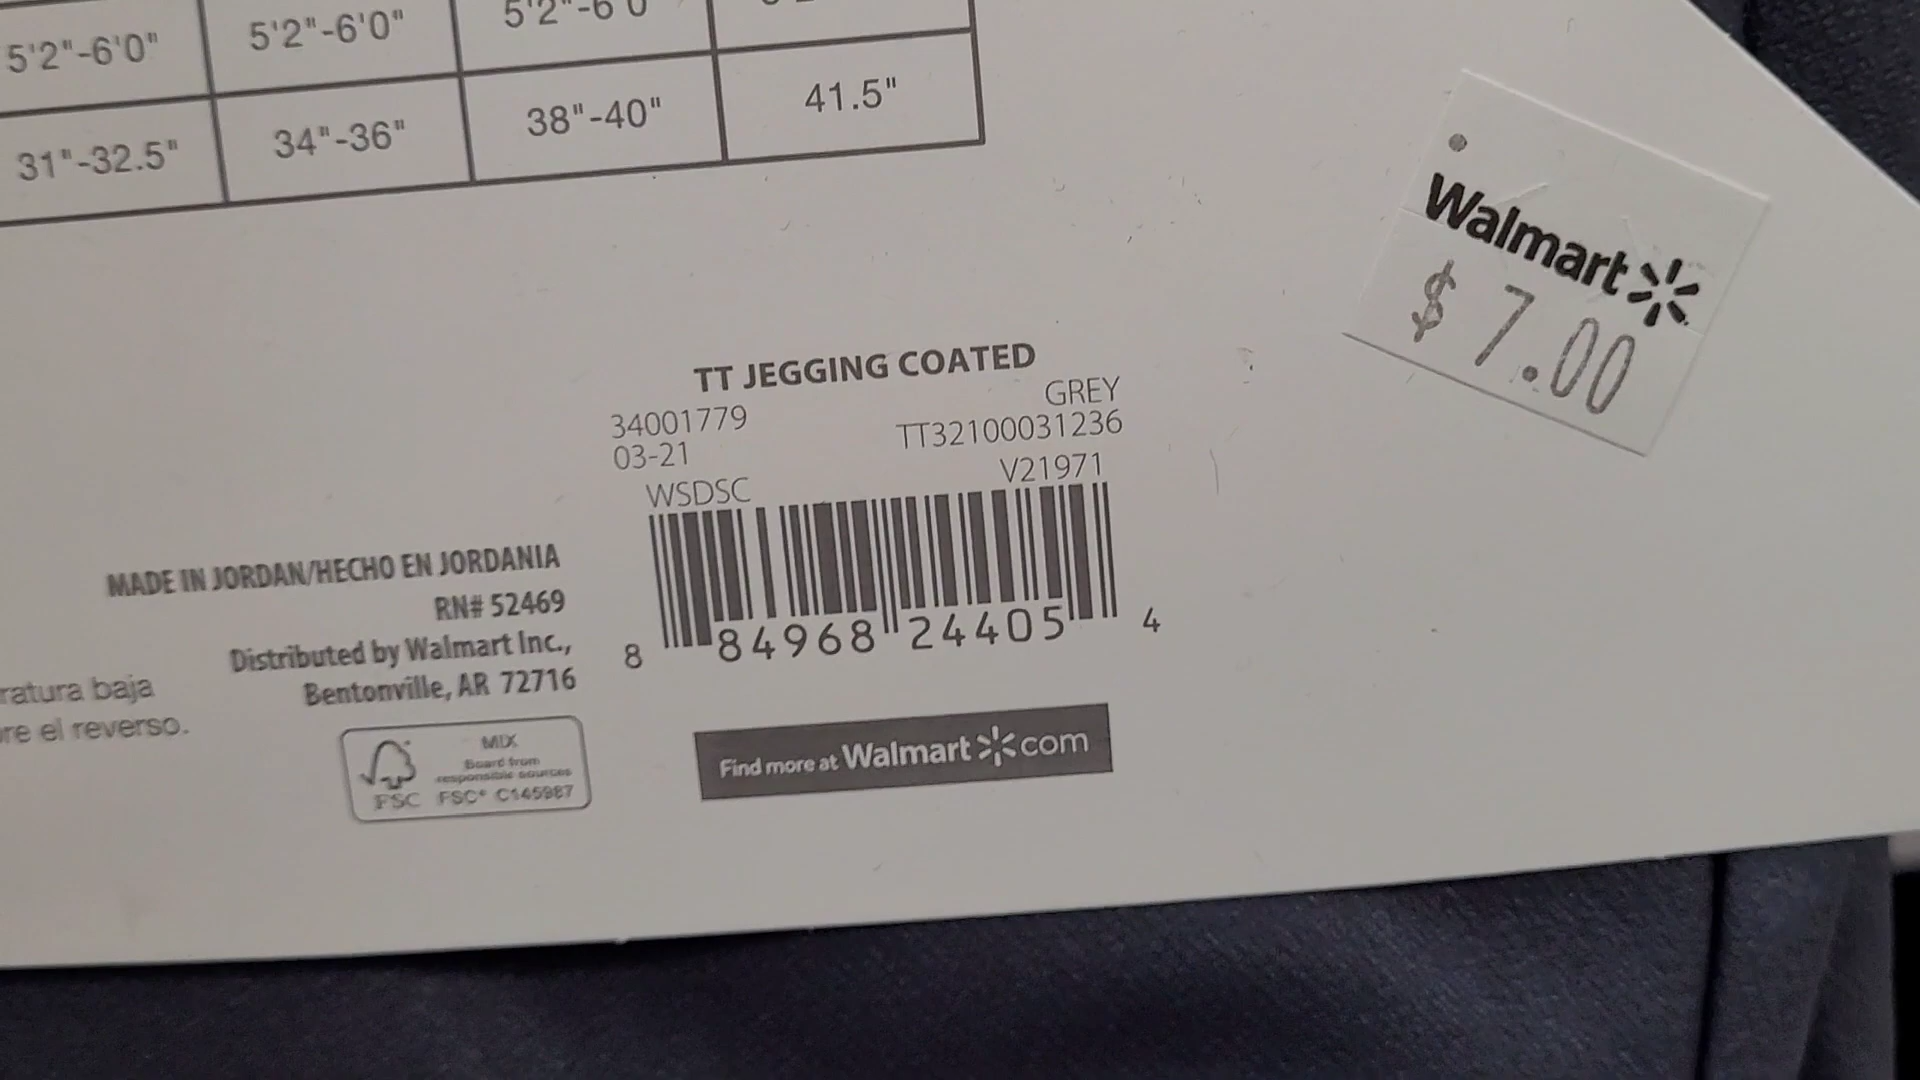 5'2"-6'0" 5'2"-6'0" 5'2"-6'0"
31"-32.5" 34"-36" 38"-40" 41.5"
Walmart
$ 7.00
TT JEGGING COATED
GREY
34001779 TT32100031236
03-21 V21971
WSDSC
8 84968 24405 4
MADE IN JORDAN/HECHO EN JORDANIA
RN# 52469
Distributed by Walmart Inc.,
Bentonville, AR 72716
ratura baja
re el reverso.
MIX
Board from
responsible sources
FSC FSC® C145987
Find more at Walmart com